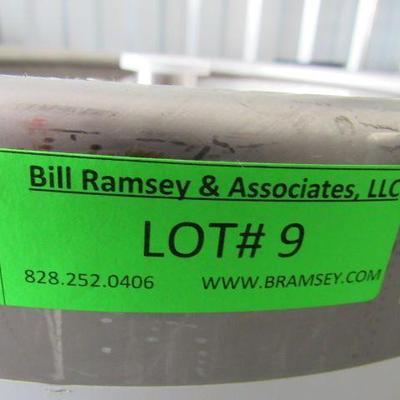 Bill Ramsey & Associates, LLC
LOT# 9
828.252.0406 WWW.BRAMSEY.COM